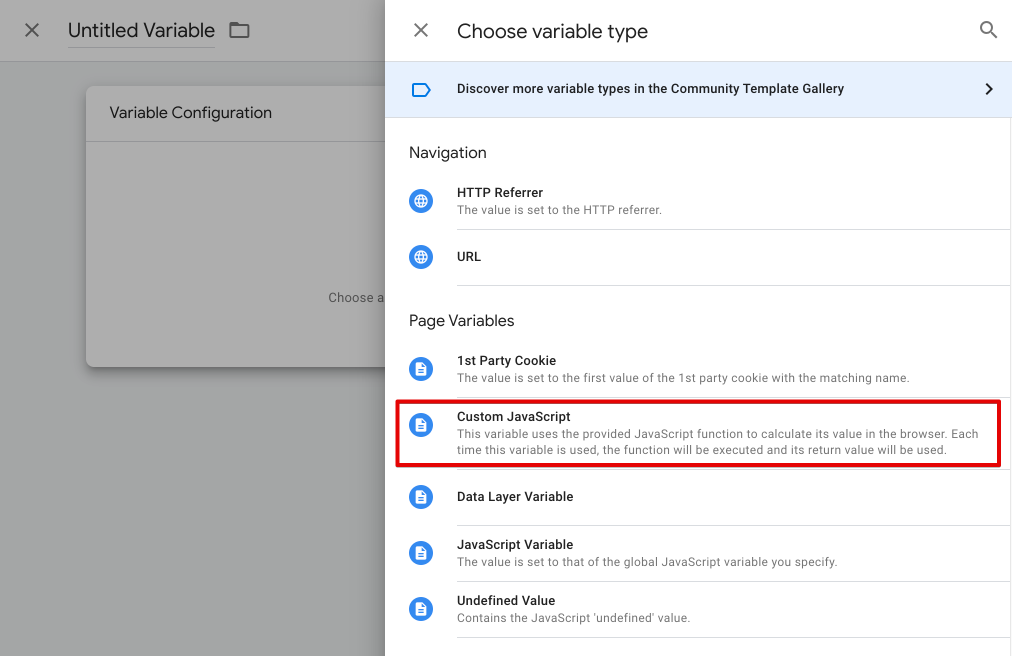 Untitled Variable
Variable Configuration
Choose a
Choose variable type
Discover more variable types in the Community Template Gallery
Navigation
HTTP Referrer
The value is set to the HTTP referrer.
URL
Page Variables
1st Party Cookie
The value is set to the first value of the 1st party cookie with the matching name.
Custom JavaScript
This variable uses the provided JavaScript function to calculate its value in the browser. Each
time this variable is used, the function will be executed and its return value will be used.
Data Layer Variable
JavaScript Variable
The value is set to that of the global JavaScript variable you specify.
Undefined Value
Contains the JavaScript 'undefined' value.